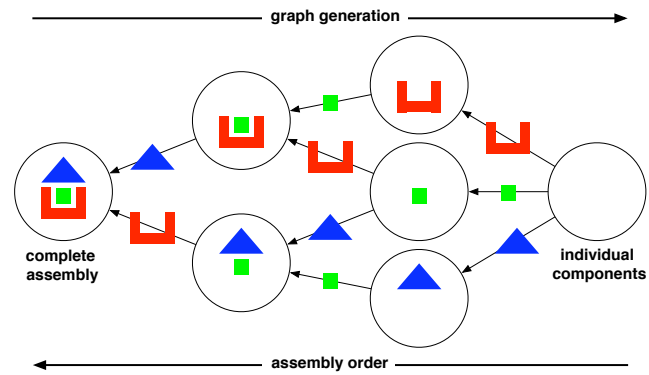 graph generation
complete
assembly
individual
components
assembly order